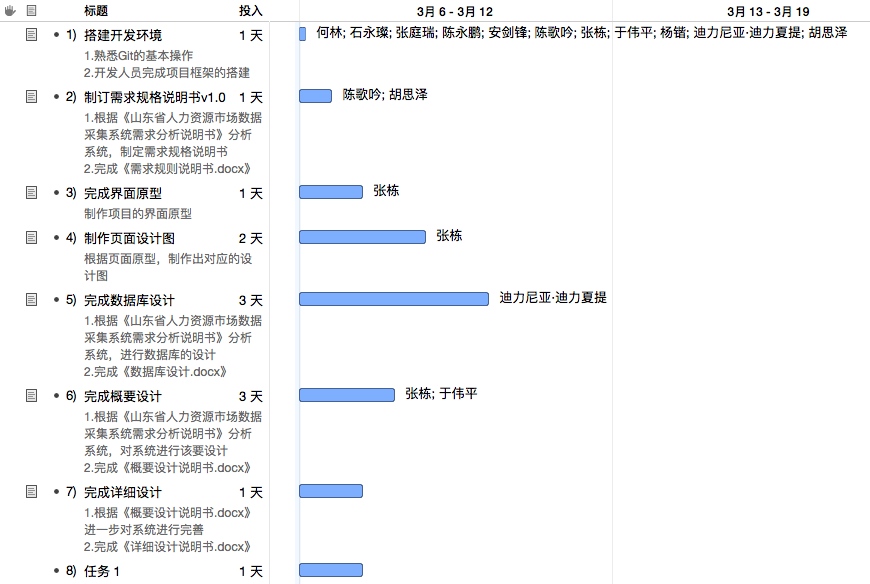 标题 投入 3月 6 - 3月 12 3月 13 - 3月 19
1) 搭建开发环境 1 天 何林; 石永璨; 张庭瑞; 陈永鹏; 安剑锋; 陈歌吟; 张栋; 于伟平; 杨锴; 迪力尼亚·迪力夏提; 胡思泽
1.熟悉Git的基本操作
2.开发人员完成项目框架的搭建
2) 制订需求规格说明书v1.0 1 天 陈歌吟; 胡思泽
1.根据《山东省人力资源市场数据
采集系统需求分析说明书》分析
系统，制定需求规格说明书
2.完成《需求规则说明书.docx》
3) 完成界面原型 1 天 张栋
制作项目的界面原型
4) 制作页面设计图 2 天 张栋
根据页面原型，制作出对应的设
计图
5) 完成数据库设计 3 天 迪力尼亚·迪力夏提
1.根据《山东省人力资源市场数据
采集系统需求分析说明书》分析
系统，进行数据库的设计
2.完成《数据库设计.docx》
6) 完成概要设计 3 天 张栋; 于伟平
1.根据《山东省人力资源市场数据
采集系统需求分析说明书》分析
系统，对系统进行该要设计
2.完成《概要设计说明书.docx》
7) 完成详细设计 1 天
1.根据《概要设计说明书.docx》
进一步对系统进行完善
2.完成《详细设计说明书.docx》
8) 任务 1 1 天